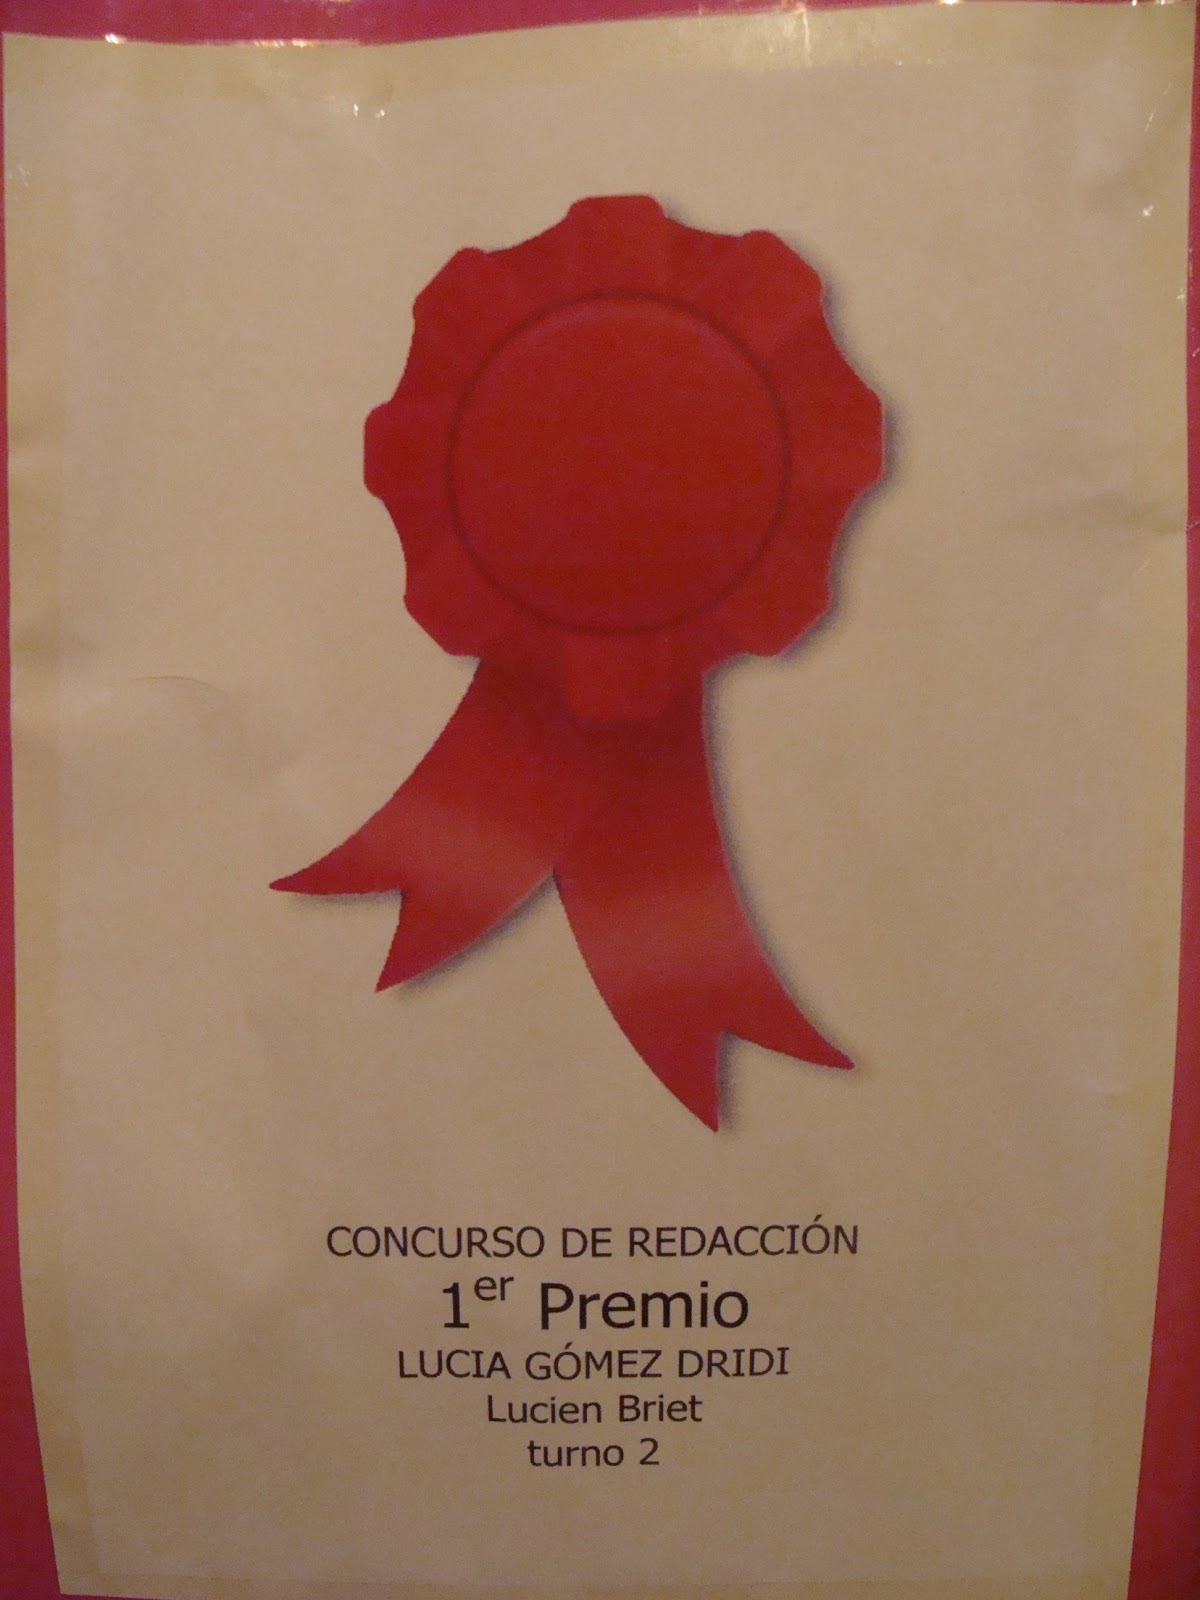 CONCURSO DE REDACCIÓN
1er Premio
LUCIA GÓMEZ DRIDI
Lucien Briet
turno 2